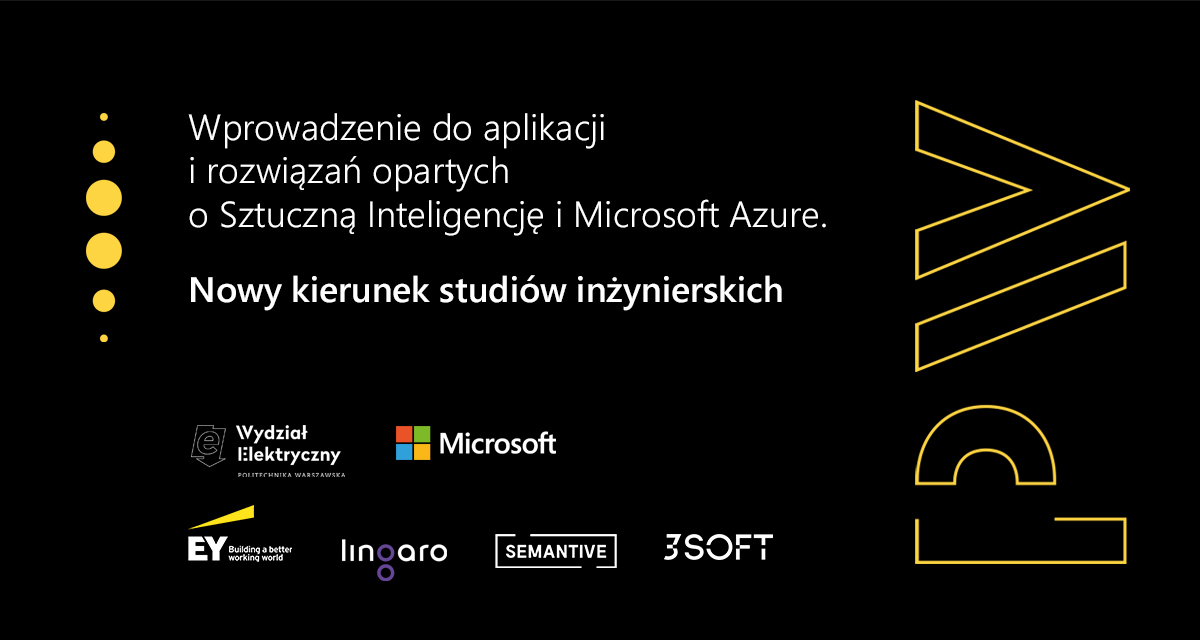 Wprowadzenie do aplikacji
i rozwiązań opartych
o Sztuczną Inteligencję i Microsoft Azure.
Nowy kierunek studiów inżynierskich
Wydział
Elektryczny
POLITECHNIKA WARSZAWSKA
Microsoft
EY Building a better
working world
lingaro
SEMANTIVE
3SOFT
PW